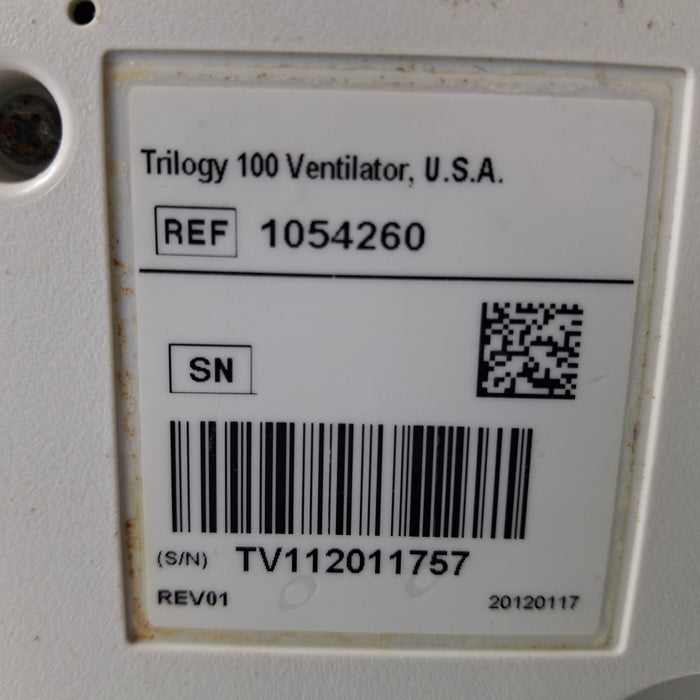 Trilogy 100 Ventilator, U.S.A.
REF 1054260
SN
(S/N) TV112011757
REV01 20120117